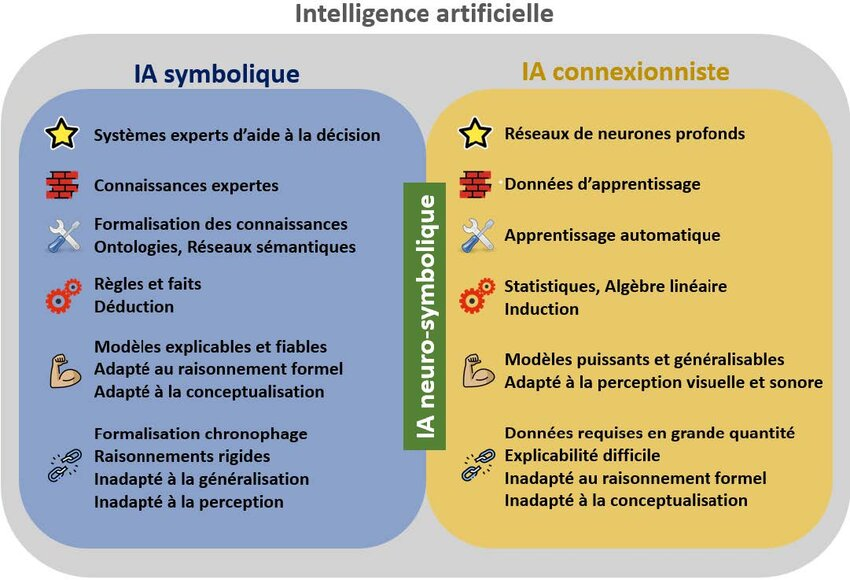 Intelligence artificielle
IA symbolique
Systèmes experts d'aide à la décision
Connaissances expertes
Formalisation des connaissances
Ontologies, Réseaux sémantiques
Règles et faits
Déduction
Modèles explicables et fiables
Adapté au raisonnement formel
Adapté à la conceptualisation
Formalisation chronophage
Raisonnements rigides
Inadapté à la généralisation
Inadapté à la perception
IA neuro-symbolique
IA connexionniste
Réseaux de neurones profonds
Données d'apprentissage
Apprentissage automatique
Statistiques, Algèbre linéaire
Induction
Modèles puissants et généralisables
Adapté à la perception visuelle et sonore
Données requises en grande quantité
Explicabilité difficile
Inadapté au raisonnement formel
Inadapté à la conceptualisation